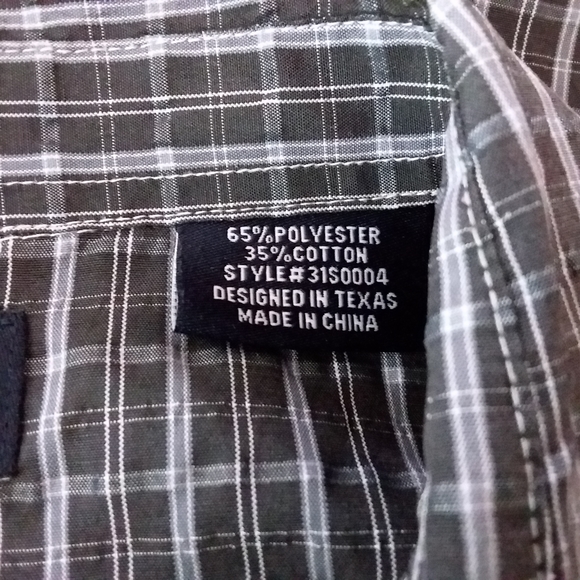 65%POLYESTER
35%COTTON
STYLE#31S0004
DESIGNED IN TEXAS
MADE IN CHINA